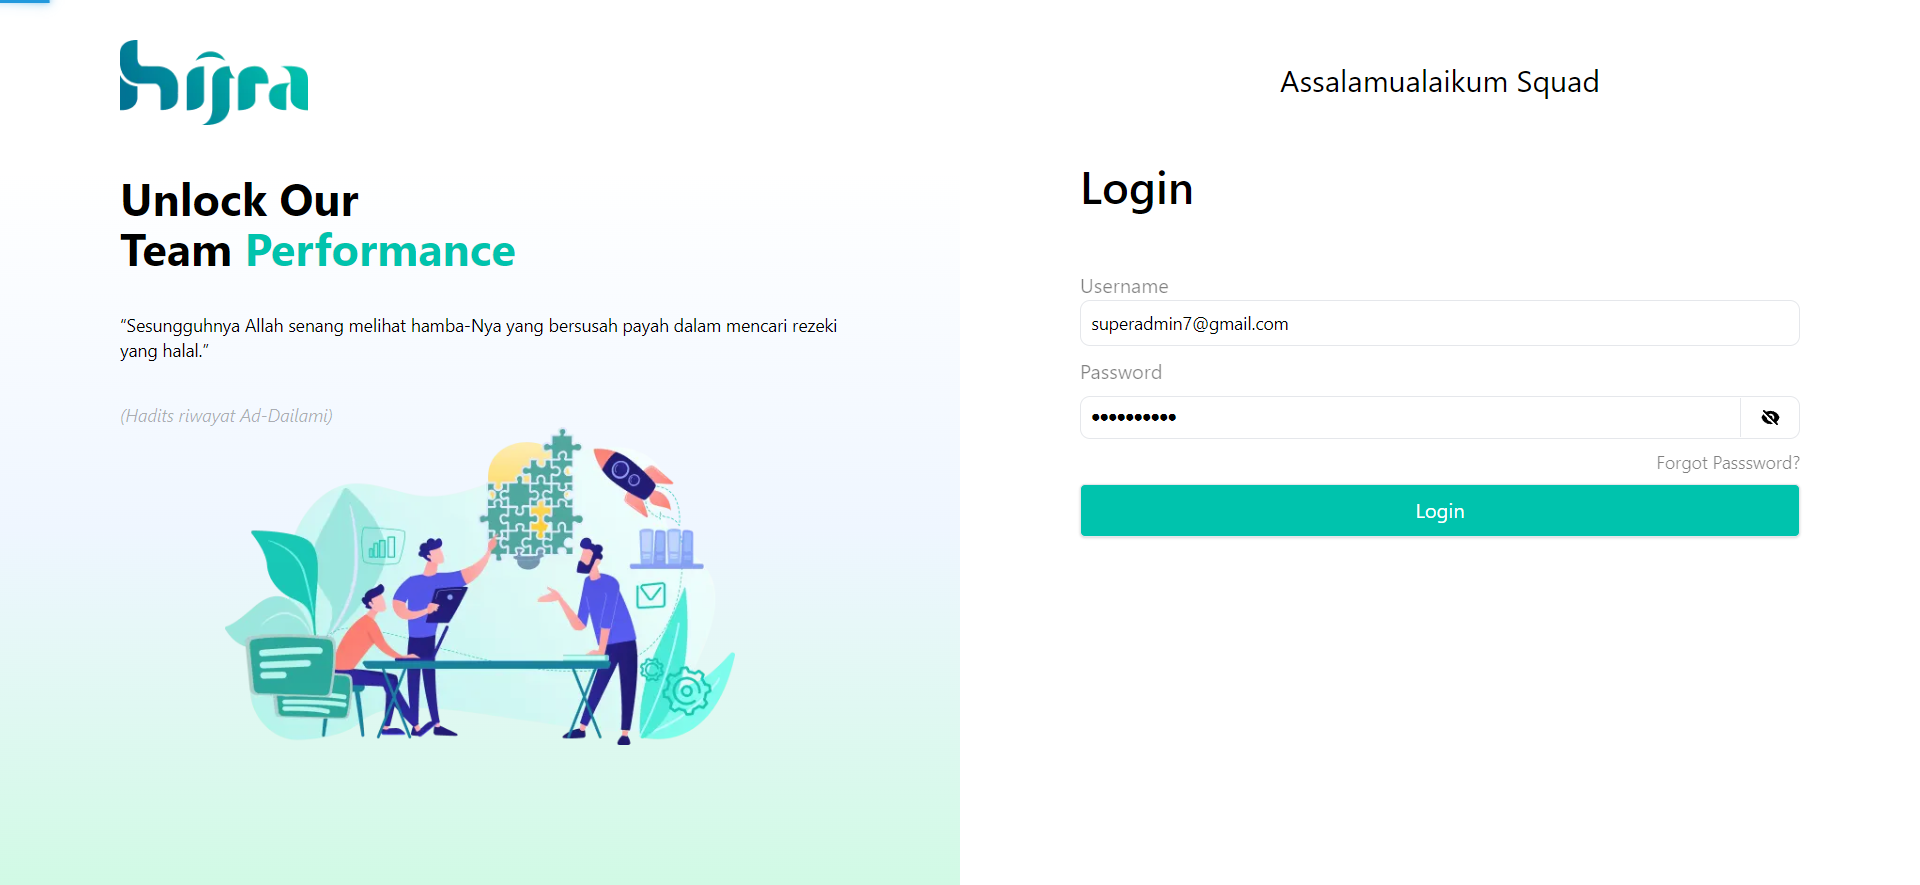 hijra
Unlock Our
Team Performance
“Sesungguhnya Allah senang melihat hamba-Nya yang bersusah payah dalam mencari rezeki
yang halal.”
(Hadits riwayat Ad-Dailami)
Assalamualaikum Squad
Login
Username
superadmin7@gmail.com
Password
••••••••••
Forgot Passsword?
Login